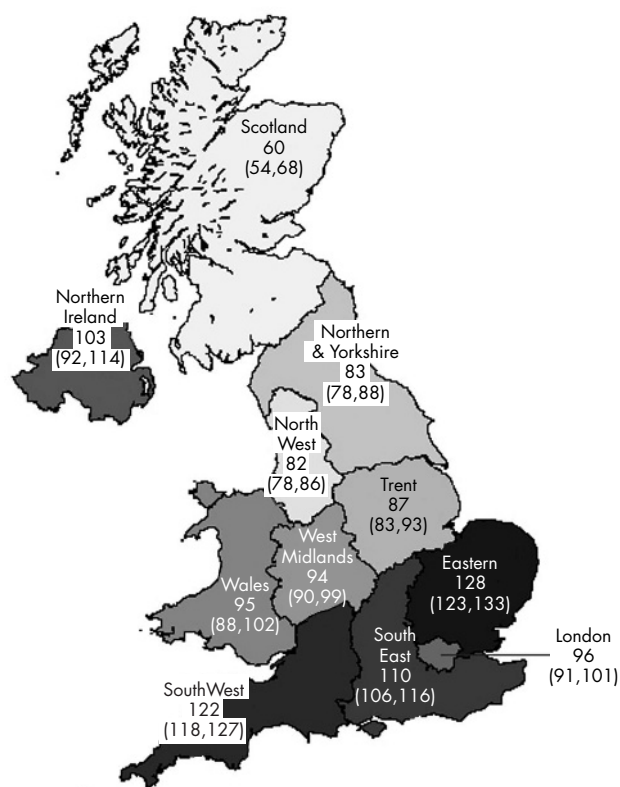 Scotland
60
(54,68)
Northern
Ireland
103
(92,114)
Northern
& Yorkshire
83
(78,88)
North
West
82
(78,86)
Trent
87
(83,93)
West
Midlands
94
(90,99)
Wales
95
(88,102)
Eastern
128
(123,133)
South
East
110
(106,116)
London
96
(91,101)
SouthWest
122
(118,127)